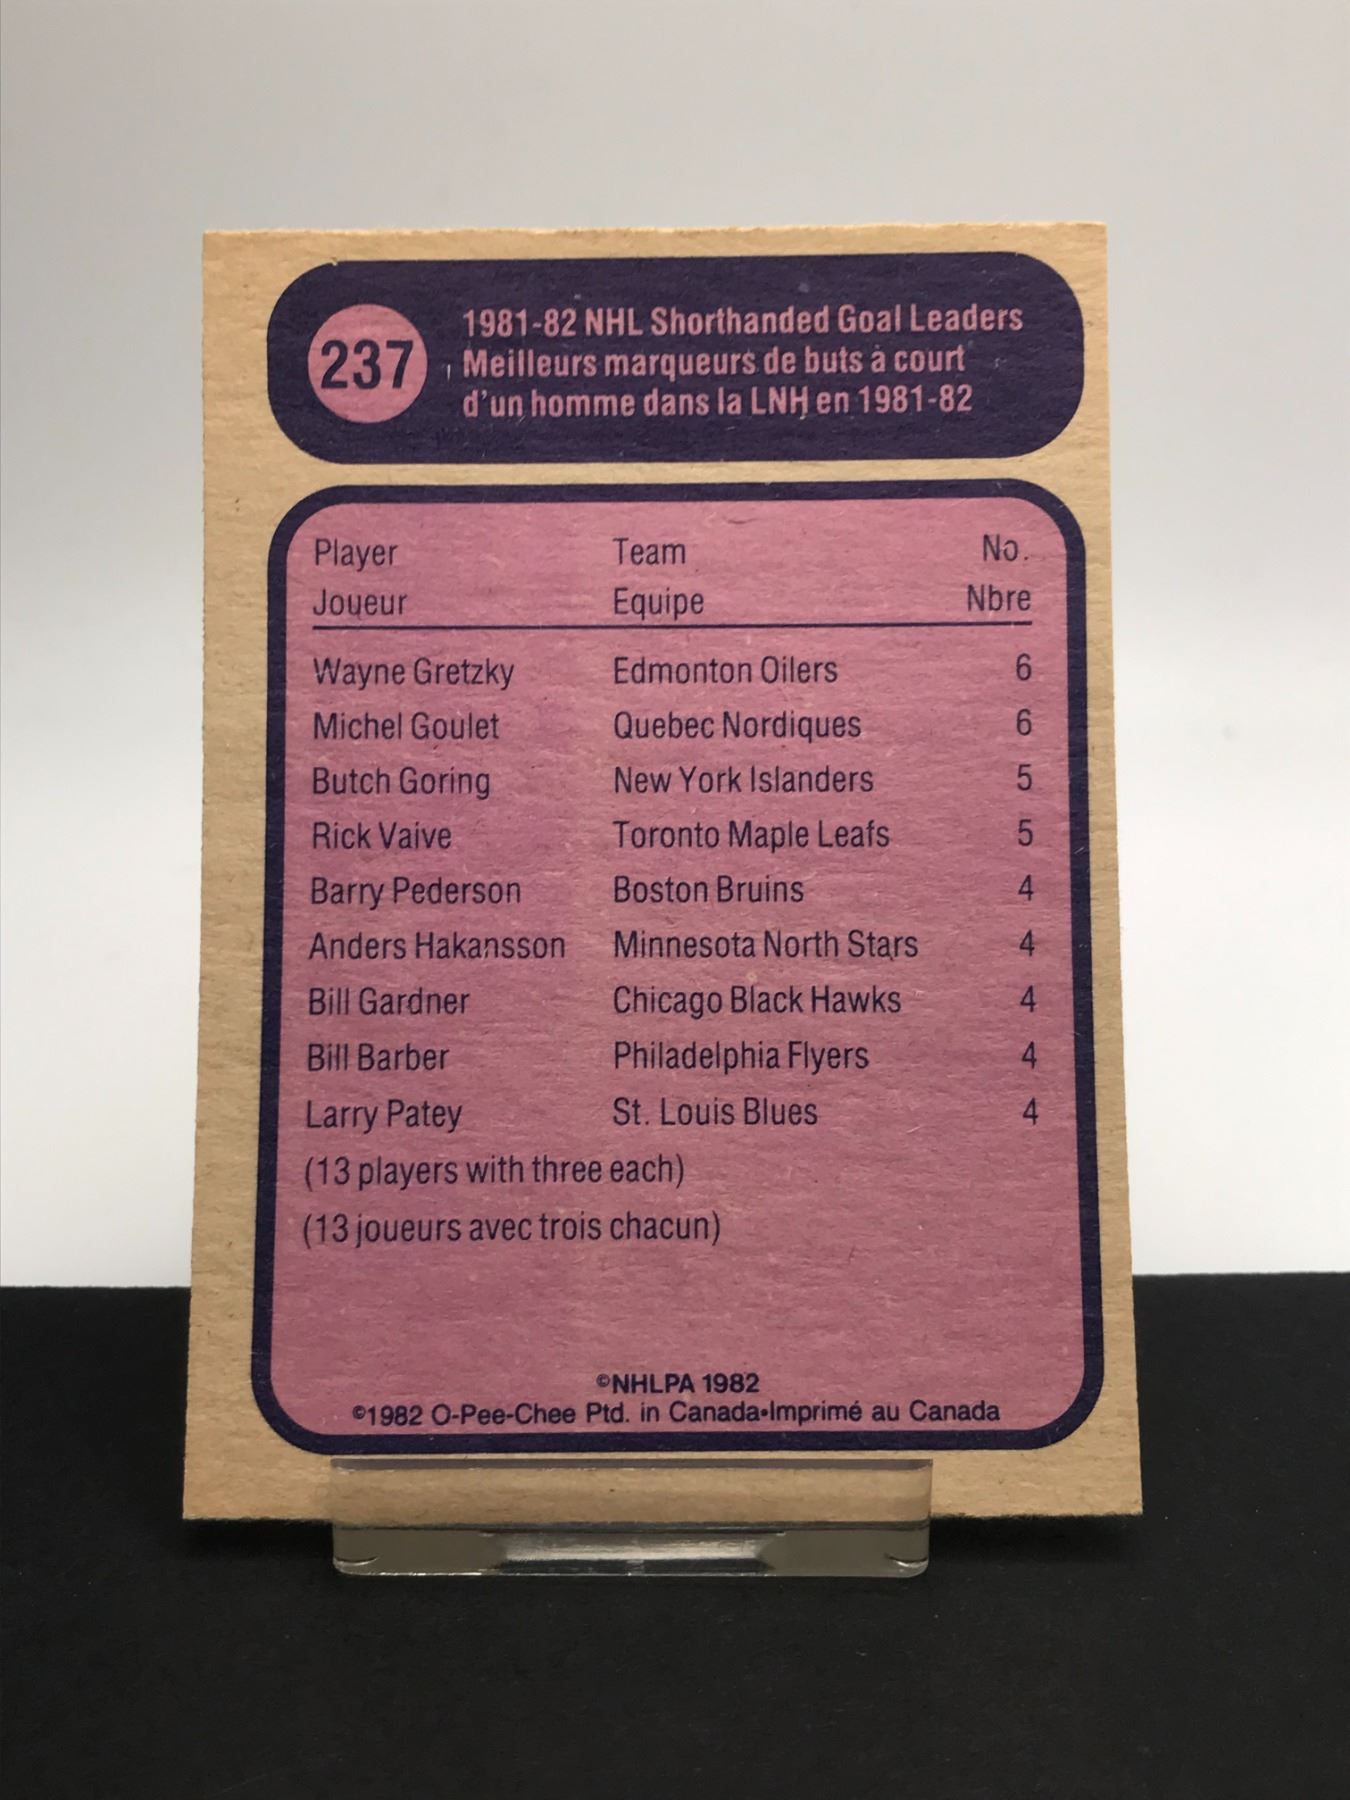 237
1981-82 NHL Shorthanded Goal Leaders
Meilleurs marqueurs de buts à court
d'un homme dans la LNH en 1981-82
Player Team No.
Joueur Equipe Nbre
Wayne Gretzky Edmonton Oilers 6
Michel Goulet Quebec Nordiques 6
Butch Goring New York Islanders 5
Rick Vaive Toronto Maple Leafs 5
Barry Pederson Boston Bruins 4
Anders Hakansson Minnesota North Stars 4
Bill Gardner Chicago Black Hawks 4
Bill Barber Philadelphia Flyers 4
Larry Patey St. Louis Blues 4
(13 players with three each)
(13 joueurs avec trois chacun)
©NHLPA 1982
©1982 O-Pee-Chee Ptd. in Canada•Imprimé au Canada